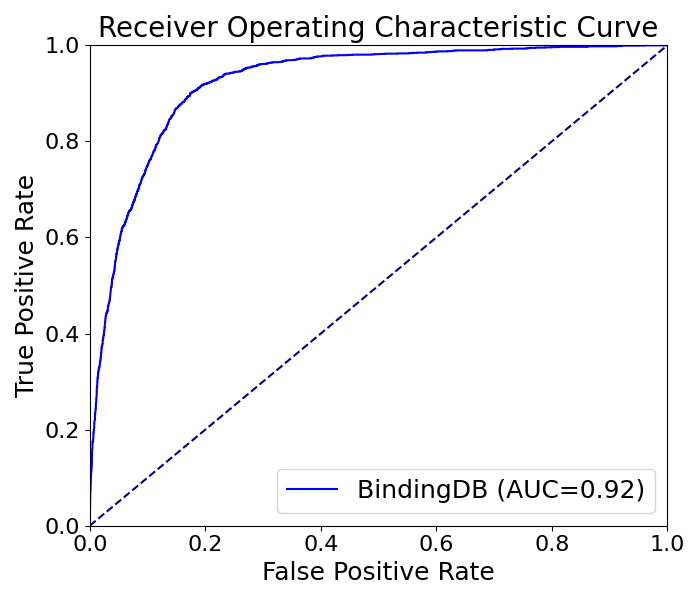 Receiver Operating Characteristic Curve
1.0
0.8
0.6
0.4
0.2
0.0
True Positive Rate
BindingDB (AUC=0.92)
0.0 0.2 0.4 0.6 0.8 1.0
False Positive Rate